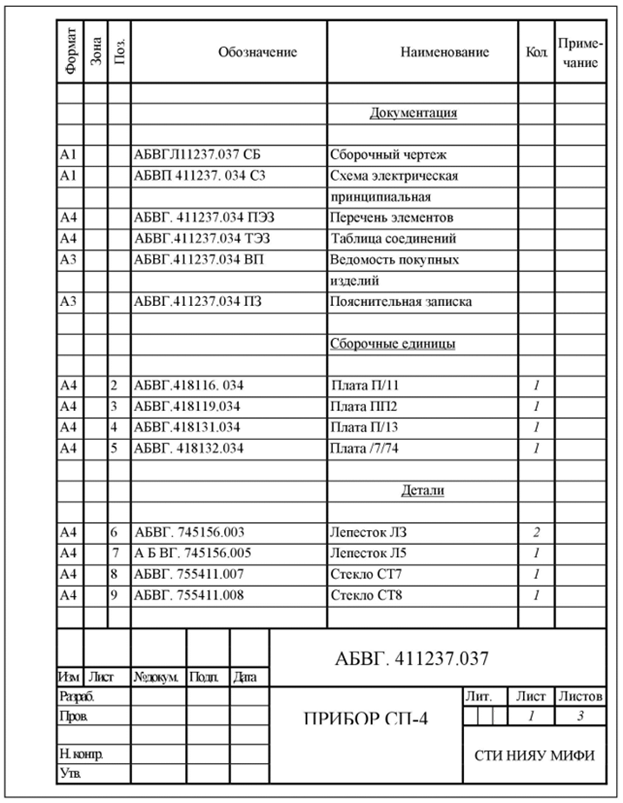 Формат Зона Поз. Обозначение Наименование Кол. Приме-
чание
Документация
А1 АБВГЛ11237.037 СБ Сборочный чертеж
А1 АБВП 411237. 034 С3 Схема электрическая
принципиальная
А4 АБВГ. 411237.034 ПЭЗ Перечень элементов
А4 АБВГ.411237.034 ТЭЗ Таблица соединений
А3 АБВГ.411237.034 ВП Ведомость покупных
изделий
А3 АБВГ.411237.034 ПЗ Пояснительная записка
Сборочные единицы
А4 2 АБВГ.418116. 034 Плата П/11 1
А4 3 АБВГ.418119.034 Плата ПП2 1
А4 4 АБВГ.418131.034 Плата П/13 1
А4 5 АБВГ. 418132.034 Плата /7/74 1
Детали
А4 6 АБВГ. 745156.003 Лепесток ЛЗ 2
А4 7 А Б ВГ. 745156.005 Лепесток Л5 1
А4 8 АБВГ. 755411.007 Стекло СТ7 1
А4 9 АБВГ. 755411.008 Стекло СТ8 1
АБВГ. 411237.037
Изм Лист №докум. Подп. Дата
Разраб.
Пров.
Н. контр.
Утв.
ПРИБОР СП-4
Лит. Лист Листов
1 3
СТИ НИЯУ МИФИ